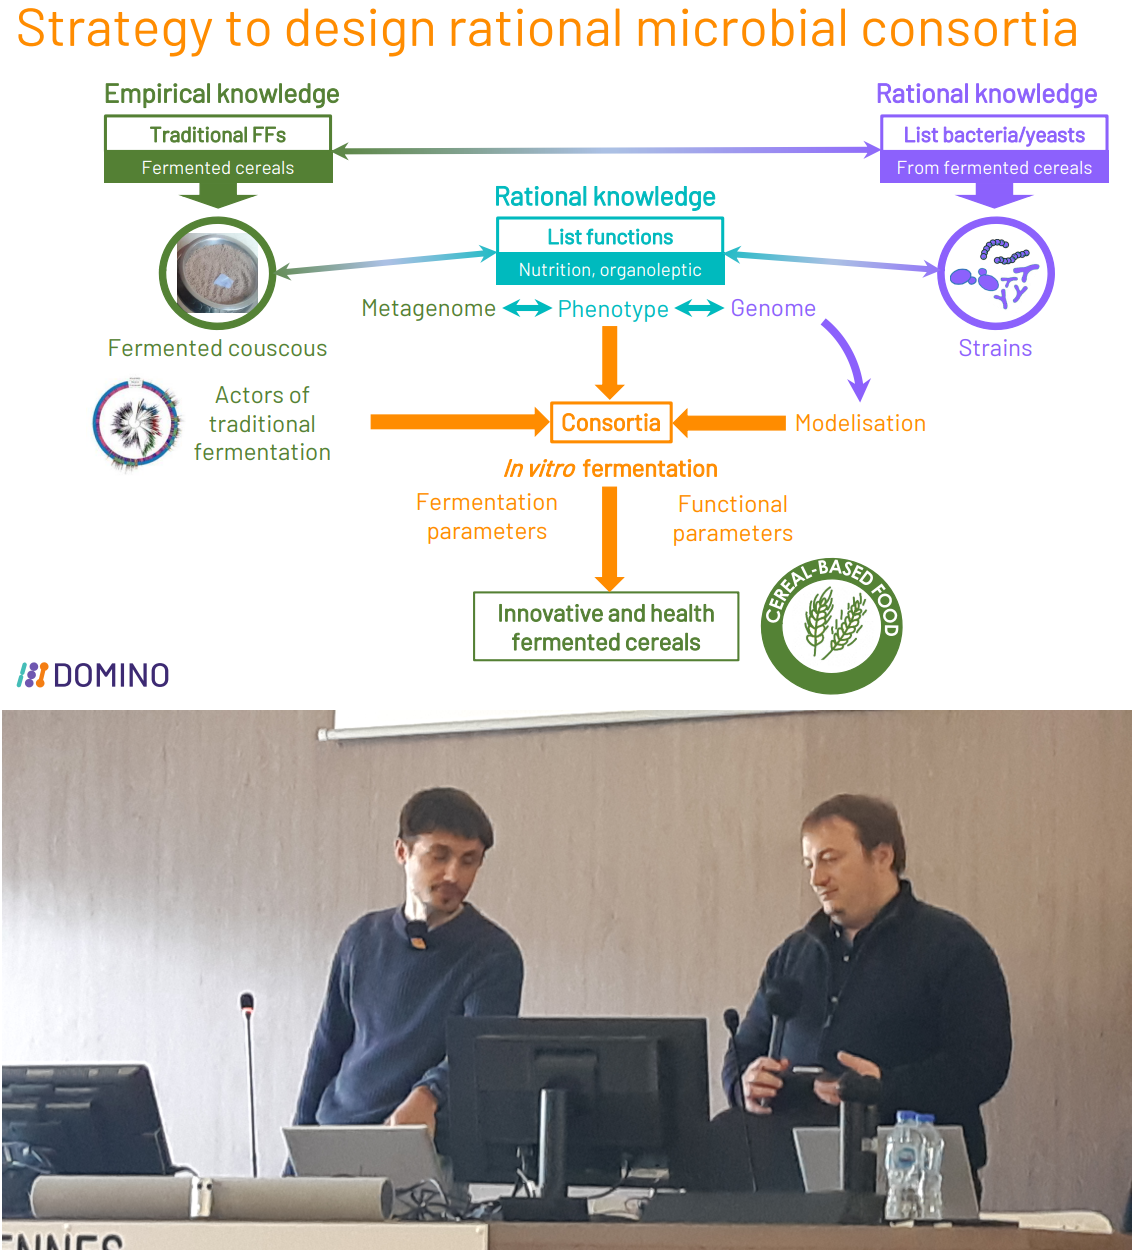 Strategy to design rational microbial consortia
Empirical knowledge
Traditional FFs
Fermented cereals
Rational knowledge
List bacteria/yeasts
From fermented cereals
Rational knowledge
List functions
Nutrition, organoleptic
Metagenome
Phenotype
Genome
Fermented couscous
Strains
Actors of
traditional
fermentation
Consortia
Modelisation
In vitro fermentation
Fermentation
parameters
Functional
parameters
Innovative and health
fermented cereals
CEREAL-BASED FOOD
DOMINO
ENNES